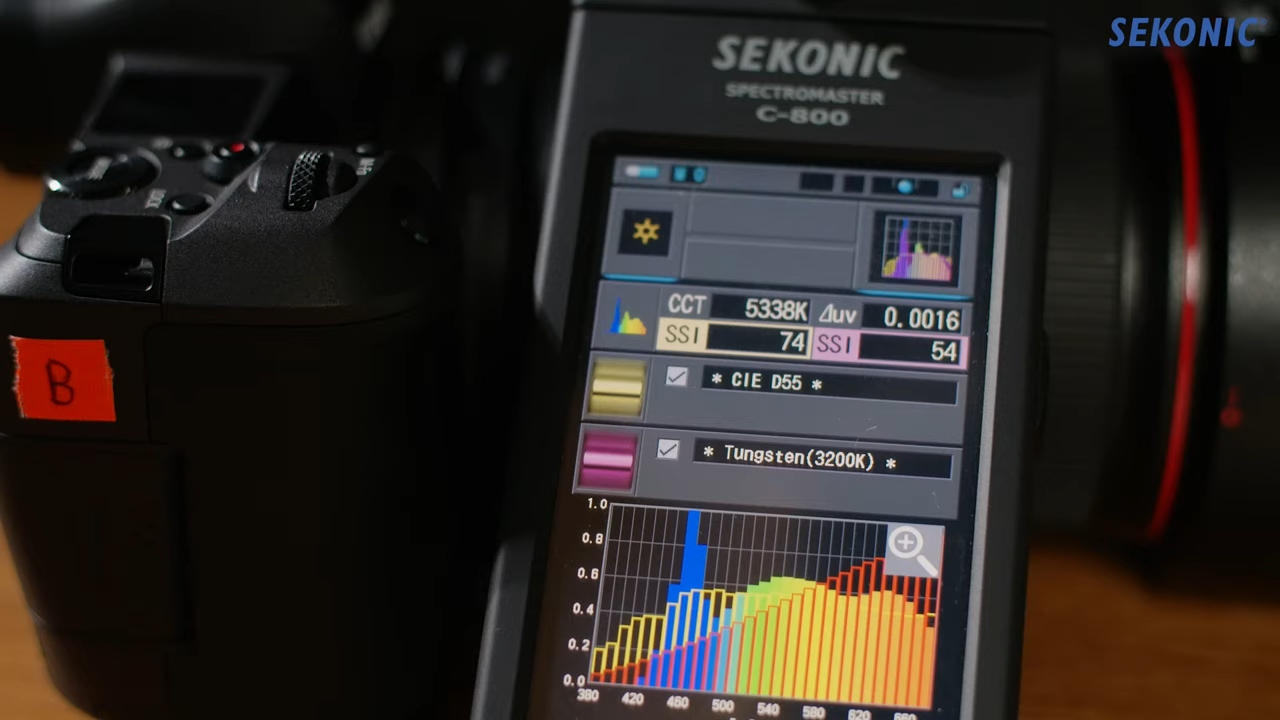 SEKONIC
SEKONIC
SPECTROMASTER
C-800
CCT 5338K Δuv 0.0016
SSI 74 SSI 54
* CIE D55 *
* Tungsten(3200K) *
B
1.0
0.8
0.6
0.4
0.2
0.0
380 420 460 500 540 580 620 660